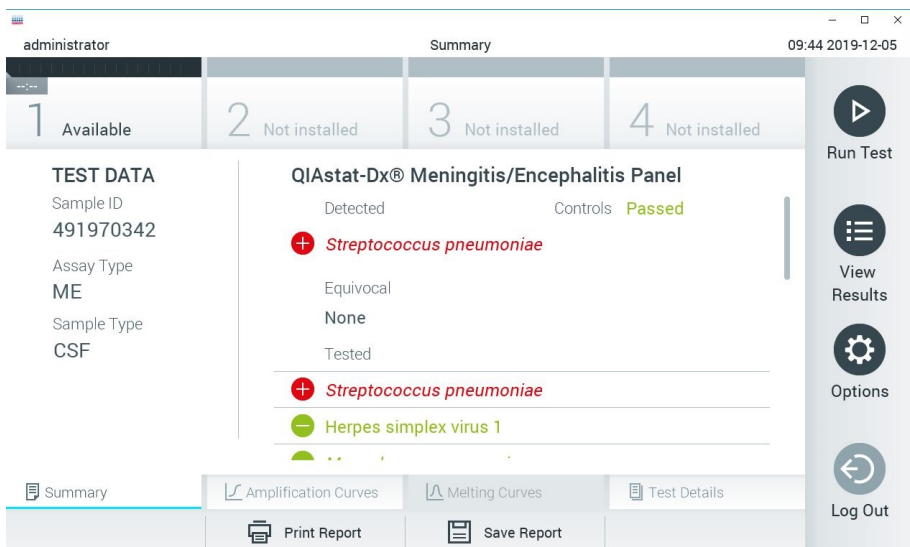 administrator
Summary
09:44 2019-12-05
--:--
1 Available
2 Not installed
3 Not installed
4 Not installed
Run Test
View
Results
Options
Log Out
TEST DATA
Sample ID
491970342
Assay Type
ME
Sample Type
CSF
QIAstat-Dx® Meningitis/Encephalitis Panel
Detected
Controls Passed
Streptococcus pneumoniae
Equivocal
None
Tested
Streptococcus pneumoniae
Herpes simplex virus 1
Summary
Amplification Curves
Melting Curves
Test Details
Print Report
Save Report